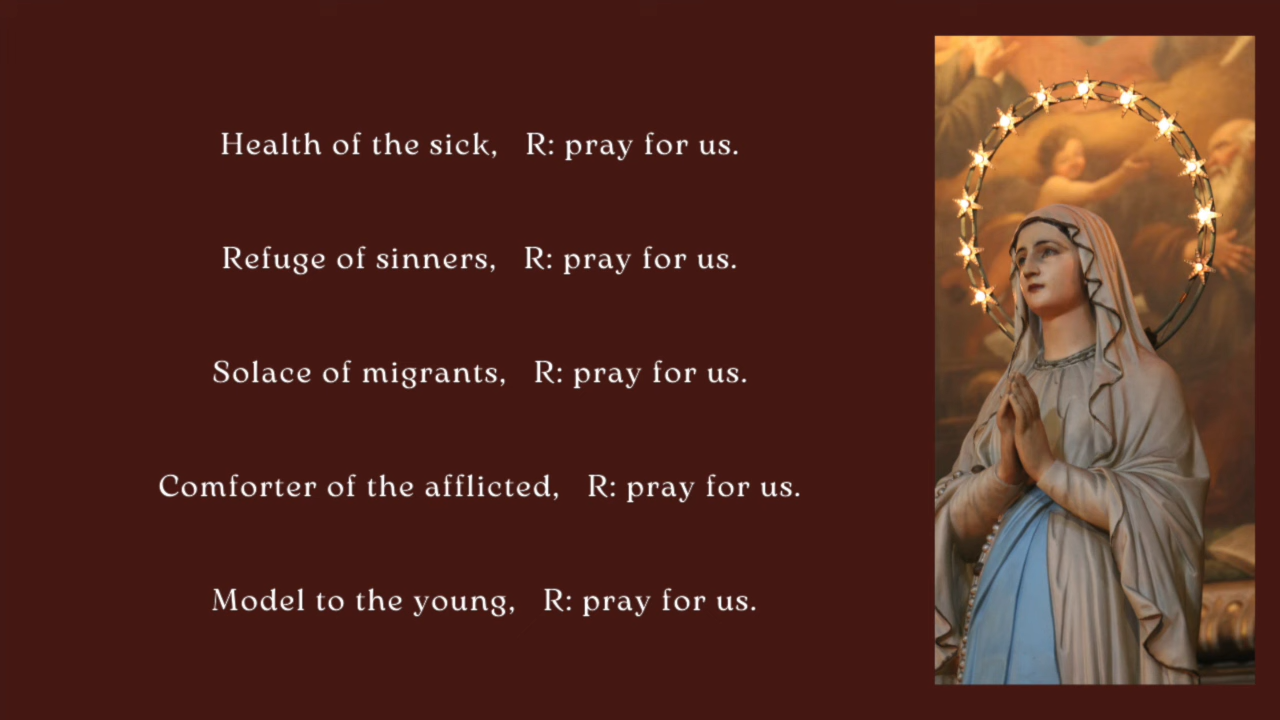 Health of the sick, R: pray for us.
Refuge of sinners, R: pray for us.
Solace of migrants, R: pray for us.
Comforter of the afflicted, R: pray for us.
Model to the young, R: pray for us.